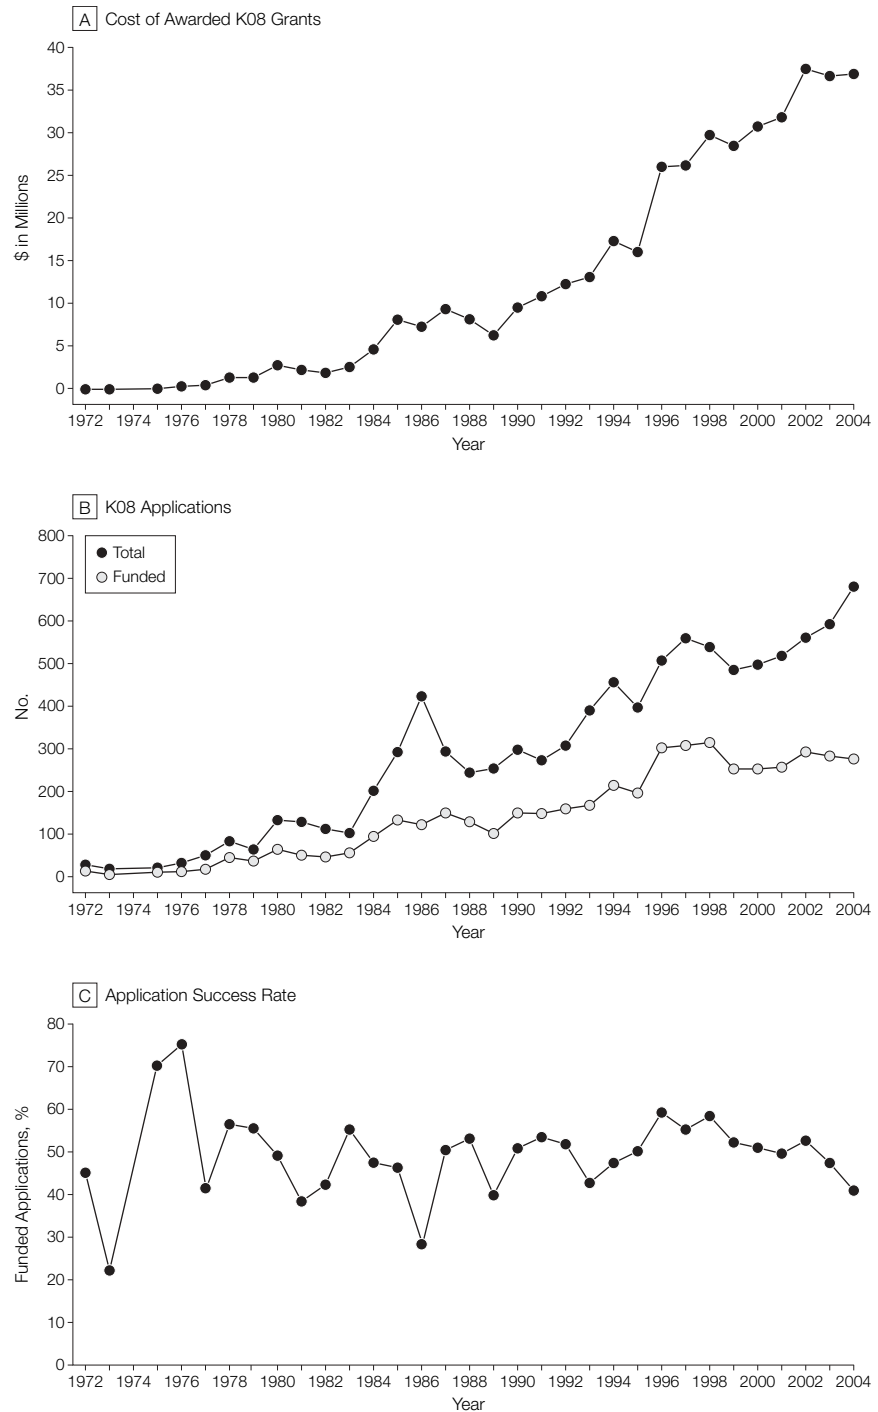 A Cost of Awarded K08 Grants
40
35
30
25
20
15
10
5
0
$ in Millions
1972 1974 1976 1978 1980 1982 1984 1986 1988 1990 1992 1994 1996 1998 2000 2002 2004
Year
B K08 Applications
800
700
600
500
400
300
200
100
0
No.
Total
Funded
1972 1974 1976 1978 1980 1982 1984 1986 1988 1990 1992 1994 1996 1998 2000 2002 2004
Year
C Application Success Rate
80
70
60
50
40
30
20
10
0
Funded Applications, %
1972 1974 1976 1978 1980 1982 1984 1986 1988 1990 1992 1994 1996 1998 2000 2002 2004
Year